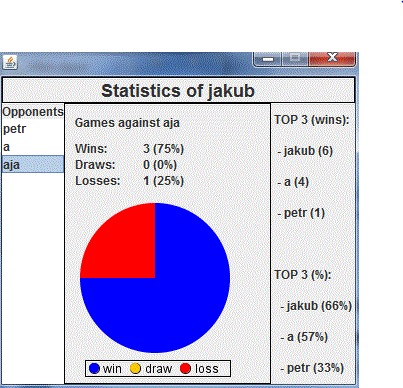 Statistics of jakub
Opponents
petr
a
aja
Games against aja
Wins: 3 (75%)
Draws: 0 (0%)
Losses: 1 (25%)
win draw loss
TOP 3 (wins):
- jakub (6)
- a (4)
- petr (1)
TOP 3 (%):
- jakub (66%)
- a (57%)
- petr (33%)